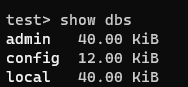 test> show dbs
admin   40.00 KiB
config  12.00 KiB
local   40.00 KiB